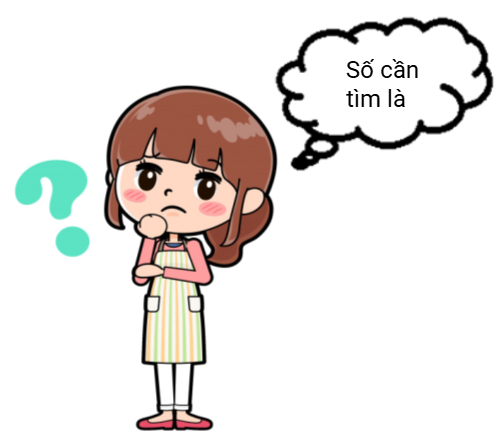 Số cần
tìm là